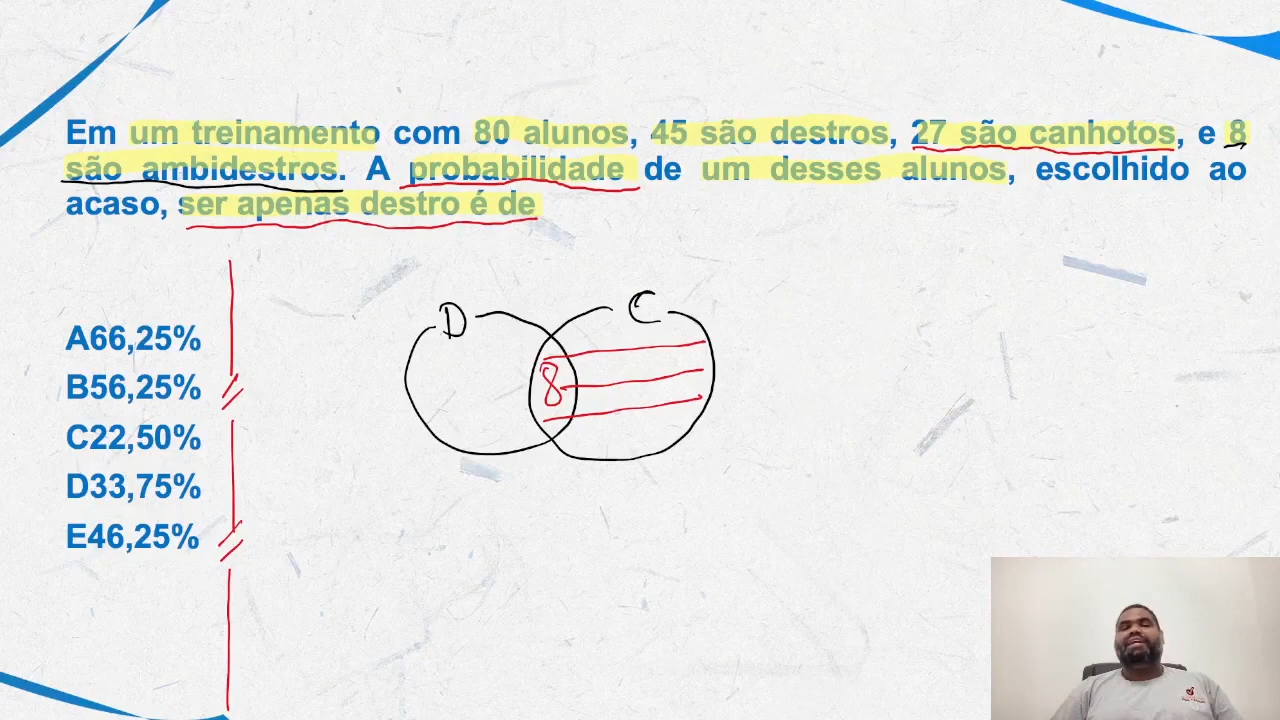 Em um treinamento com 80 alunos, 45 são destros, 27 são canhotos, e 8
são ambidestros. A probabilidade de um desses alunos, escolhido ao
acaso, ser apenas destro é de
D
C
8
A66,25%
B56,25%
C22,50%
D33,75%
E46,25%